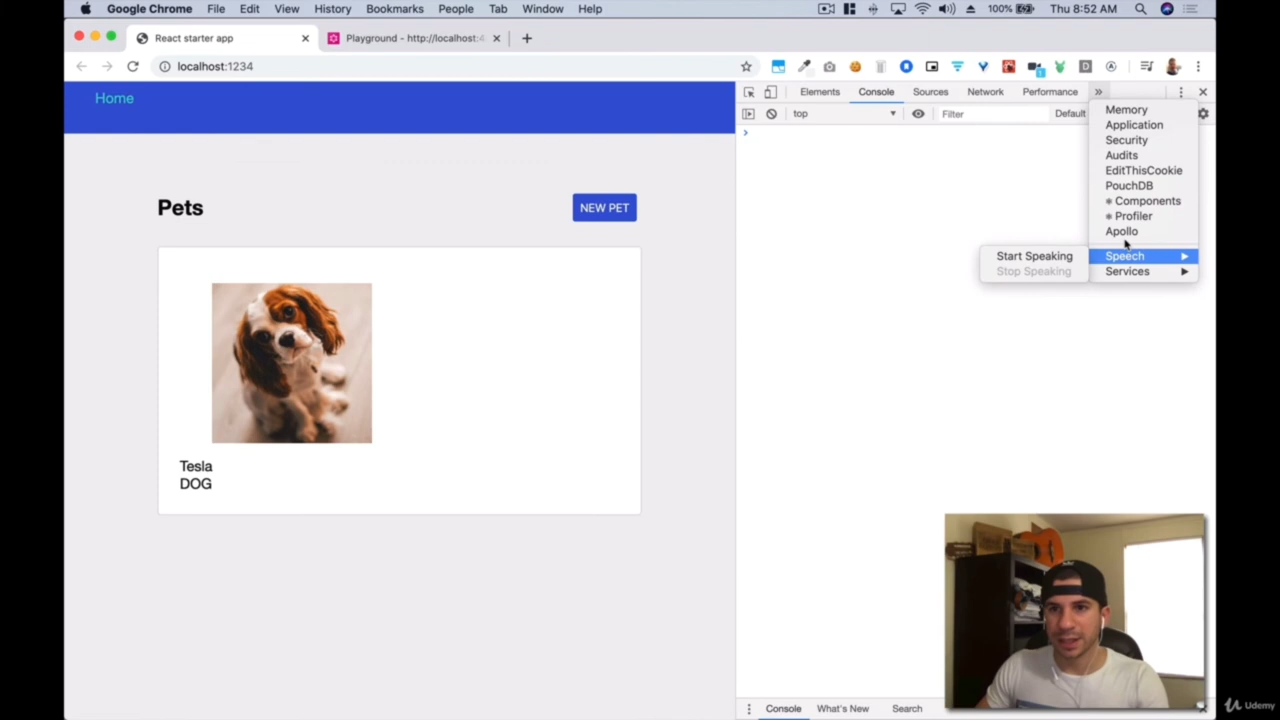 Google Chrome File Edit View History Bookmarks People Tab Window Help 100% Thu 8:52 AM
React starter app Playground - http://localhost:4
localhost:1234
Home
Elements Console Sources Network Performance »
top Filter Default
Memory
Application
Security
Audits
EditThisCookie
PouchDB
Components
Profiler
Apollo
Speech
Services
Start Speaking
Stop Speaking
Pets
NEW PET
Tesla
DOG
Console What's New Search
Udemy